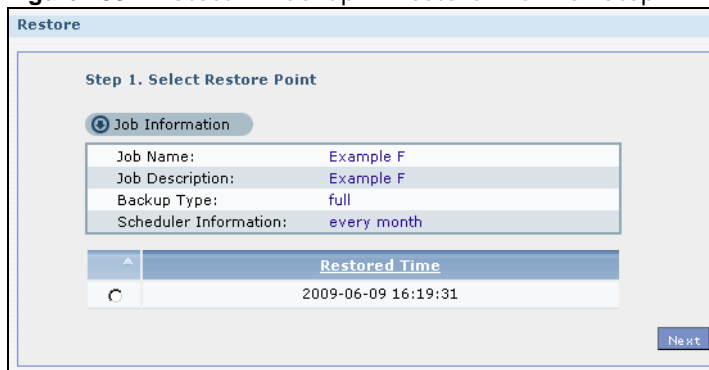 Restore
Step 1. Select Restore Point
Job Information
Job Name: Example F
Job Description: Example F
Backup Type: full
Scheduler Information: every month
Restored Time
2009-06-09 16:19:31
Next